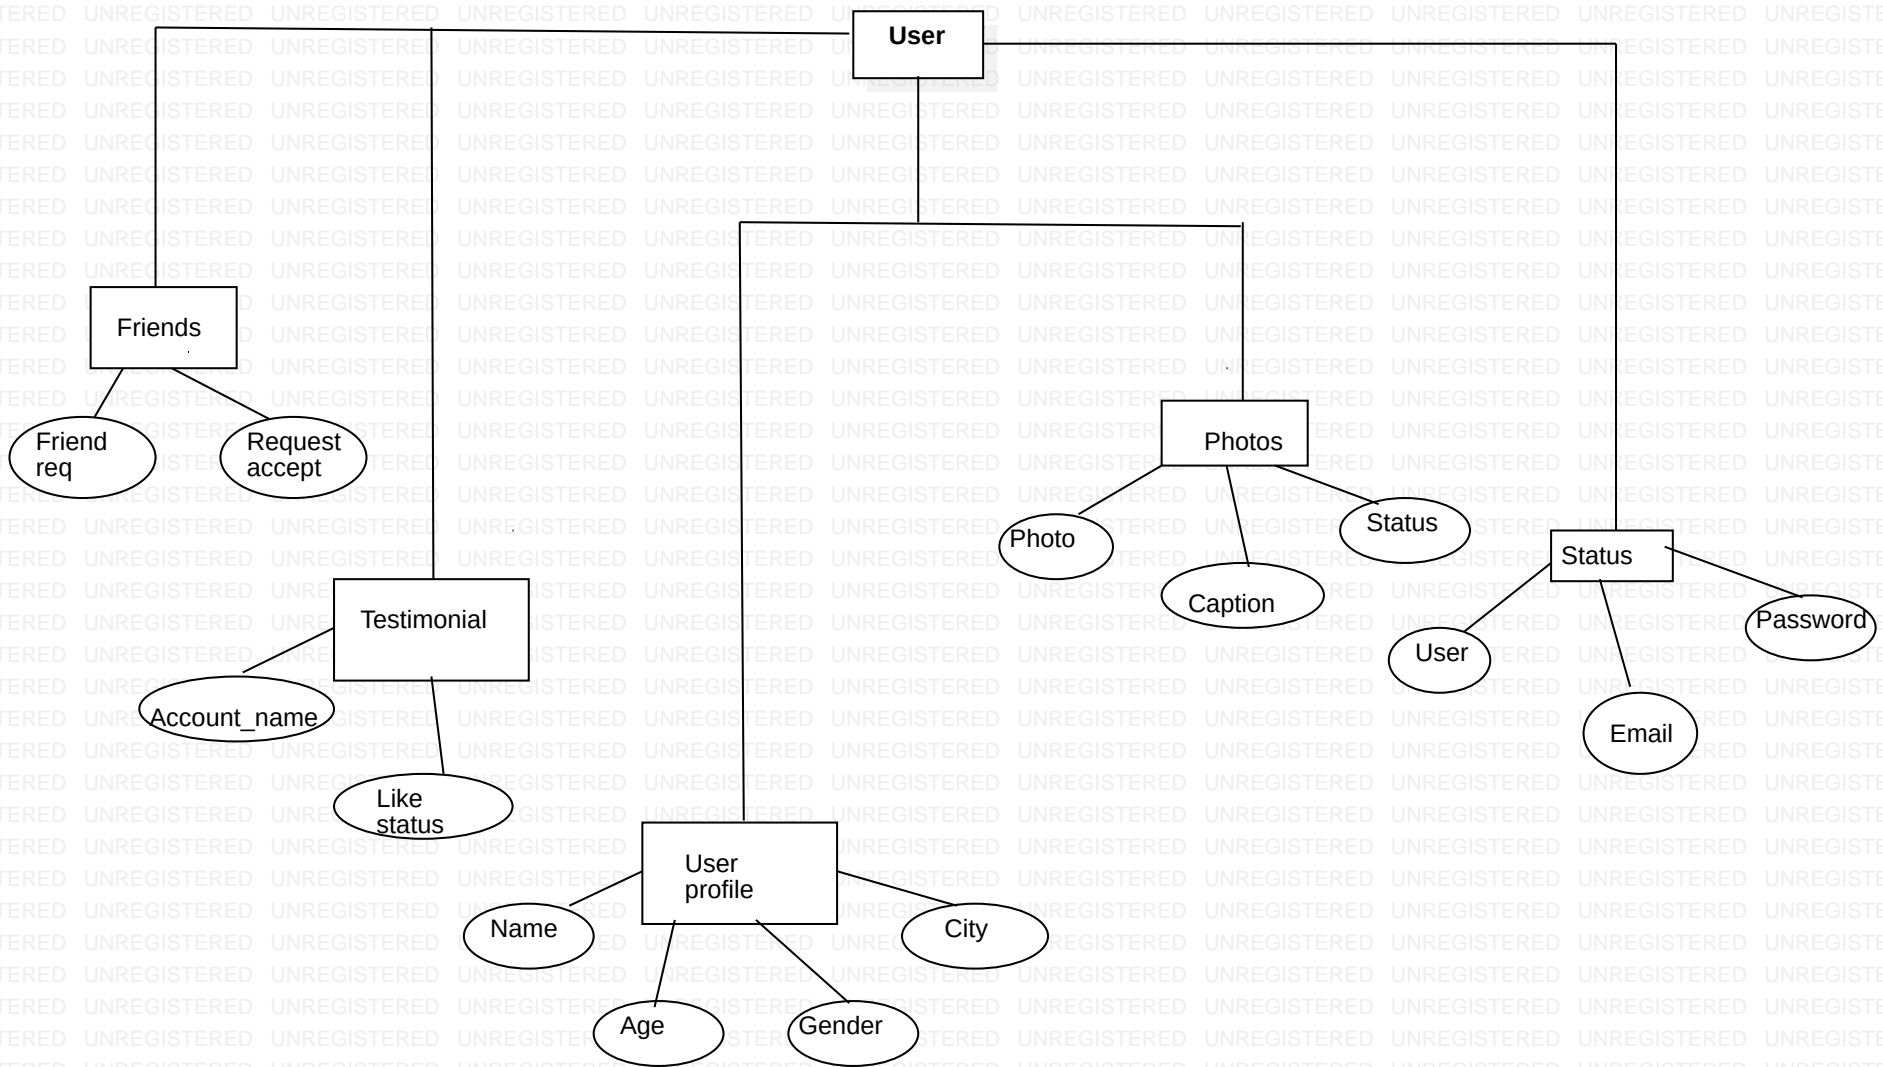 User
Friends
Friend
req
Request
accept
Photos
Photo
Caption
Status
Status
User
Email
Password
Testimonial
Account_name
Like
status
User
profile
Name
Age
Gender
City
UNREGISTERED